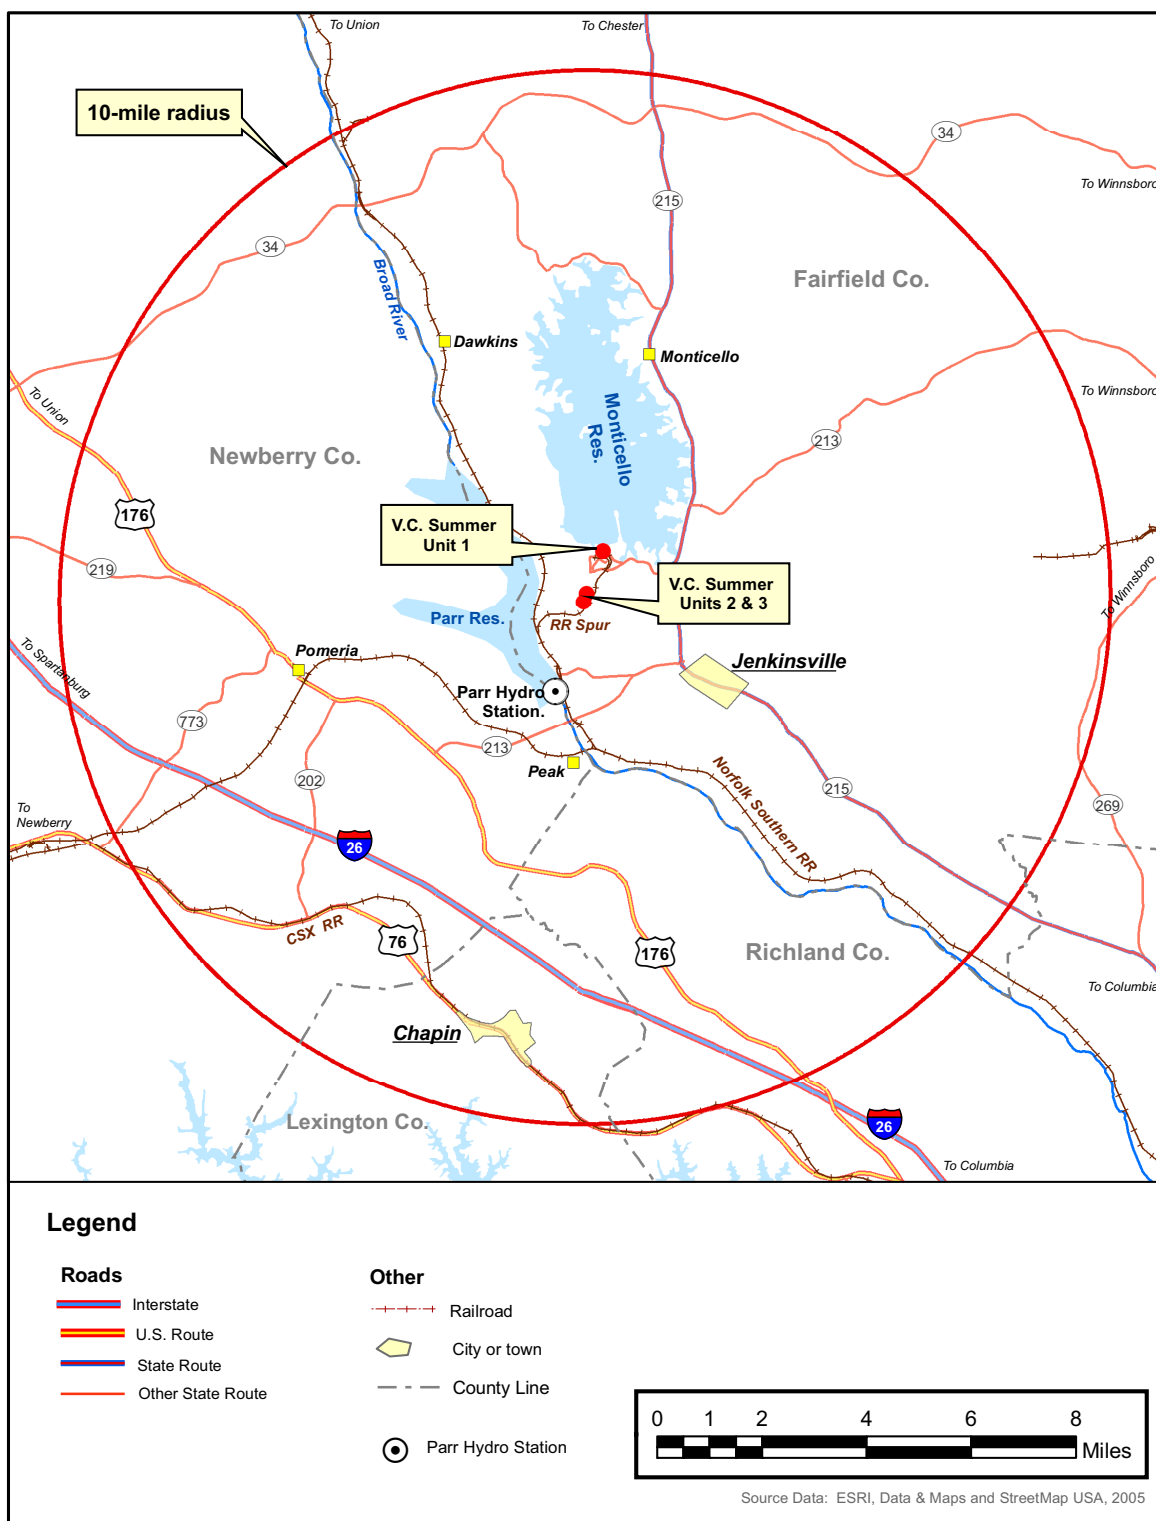 To Union
To Chester
10-mile radius
34
To Winnsboro
215
34
Broad River
Fairfield Co.
Dawkins
Monticello
To Union
To Winnsboro
Monticello
Res.
213
Newberry Co.
176
V.C. Summer
Unit 1
219
V.C. Summer
Units 2 & 3
To Winnsboro
Parr Res.
RR Spur
To Spartanburg
Pomeria
Jenkinsville
Parr Hydro
Station.
773
213
202
Peak
Norfolk Southern RR
215
269
To
Newberry
26
CSX RR
76
176
Richland Co.
To Columbia
Chapin
Lexington Co.
26
To Columbia
Legend
Roads
Interstate
U.S. Route
State Route
Other State Route
Other
Railroad
City or town
County Line
Parr Hydro Station
0 1 2 4 6 8
Miles
Source Data: ESRI, Data & Maps and StreetMap USA, 2005